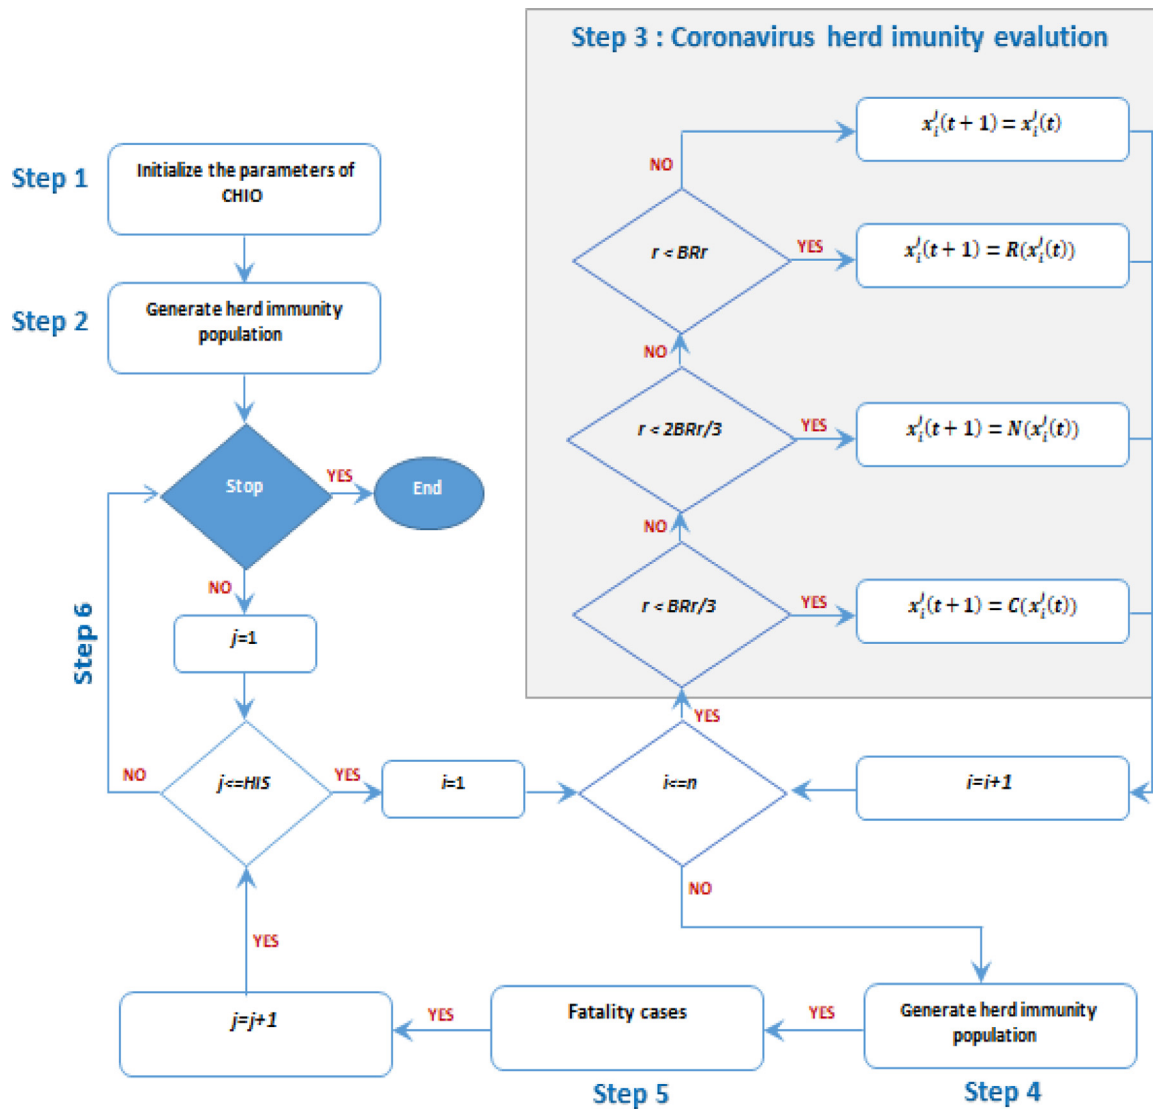 Step 3 : Coronavirus herd imunity evalution
Step 1
Initialize the parameters of
CHIO
Step 2
Generate herd immunity
population
Stop
YES
End
NO
j=1
Step 6
j<=HIS
NO
YES
i=1
i<=n
YES
r < BRr/3
YES
x_i^j(t + 1) = C(x_i^j(t))
NO
r < 2BRr/3
YES
x_i^j(t + 1) = N(x_i^j(t))
NO
r < BRr
YES
x_i^j(t + 1) = R(x_i^j(t))
NO
x_i^j(t + 1) = x_i^j(t)
i=i+1
NO
Generate herd immunity
population
Step 4
YES
Fatality cases
Step 5
YES
j=j+1
YES